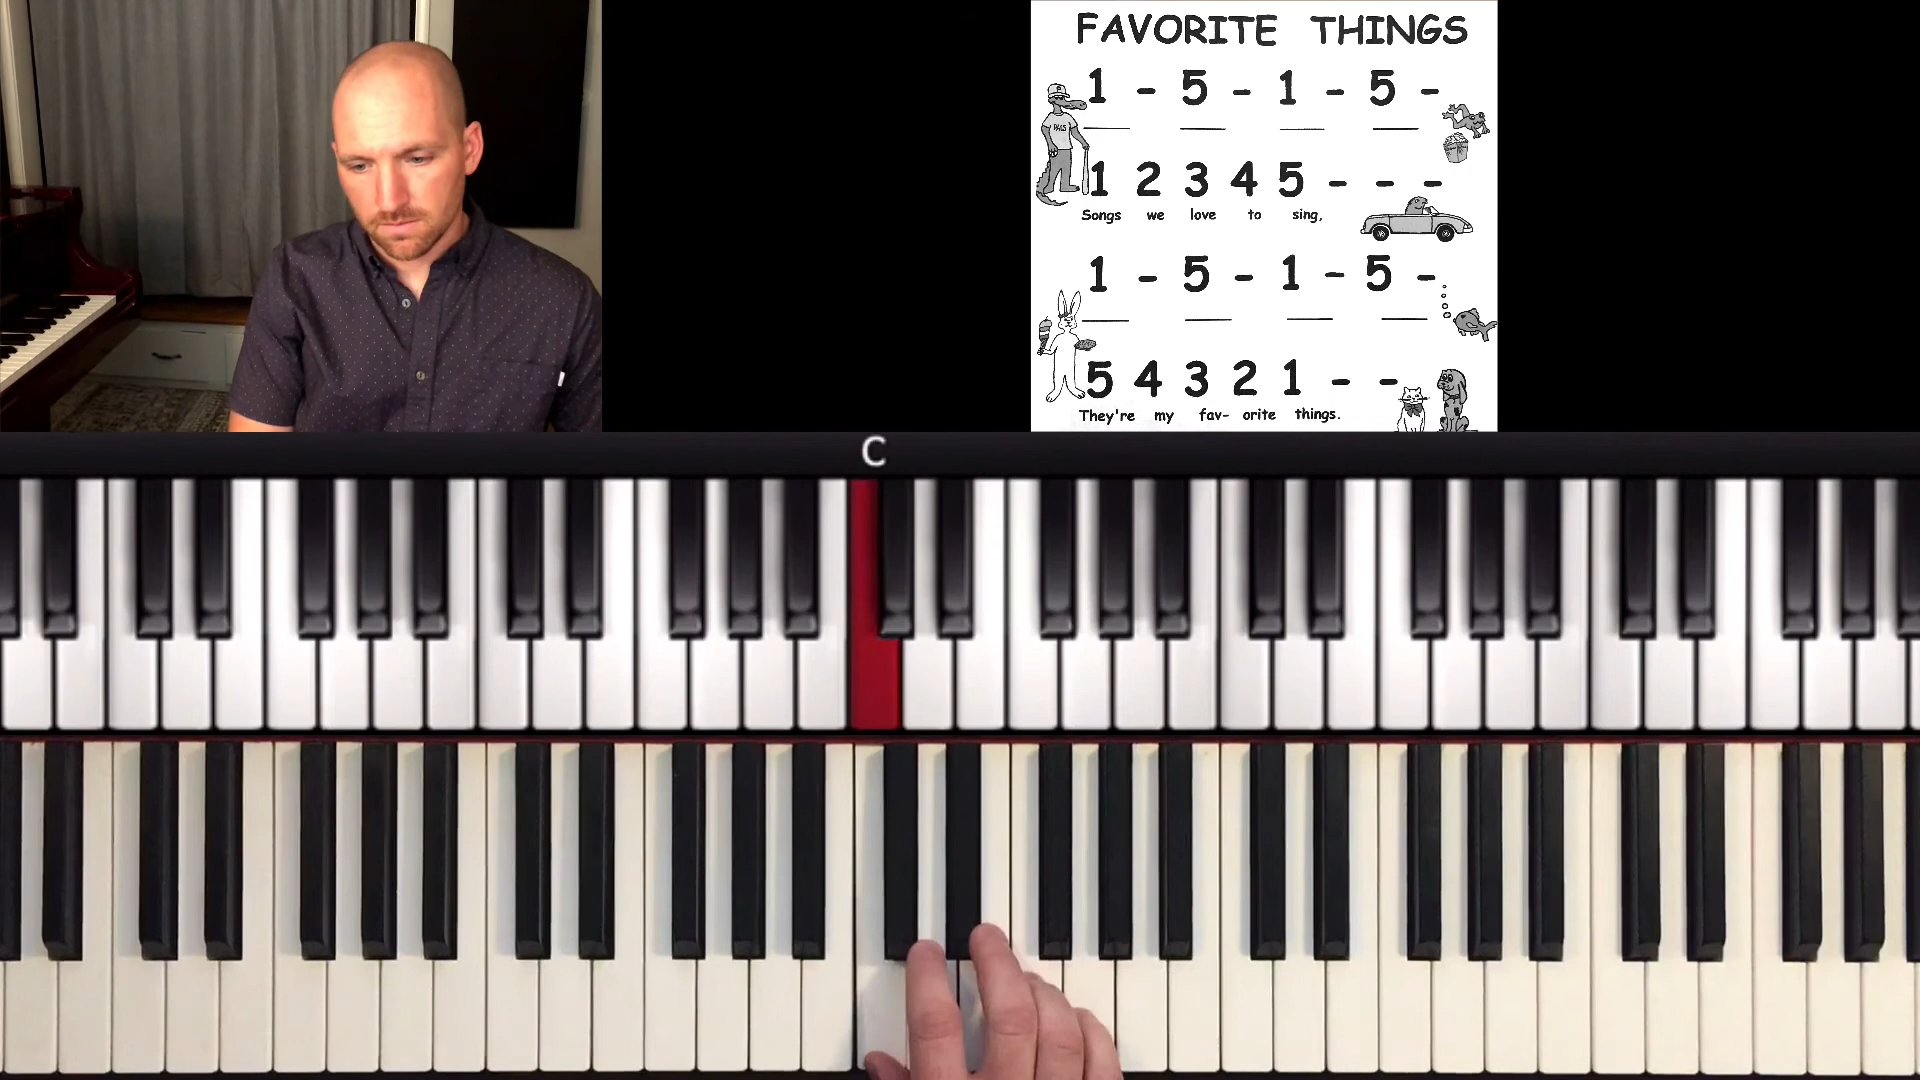 FAVORITE THINGS
1 - 5 - 1 - 5 -
PALS
1 2 3 4 5 - - -
Songs we love to sing,
1 - 5 - 1 - 5 -
5 4 3 2 1 - -
They're my fav- orite things.
C